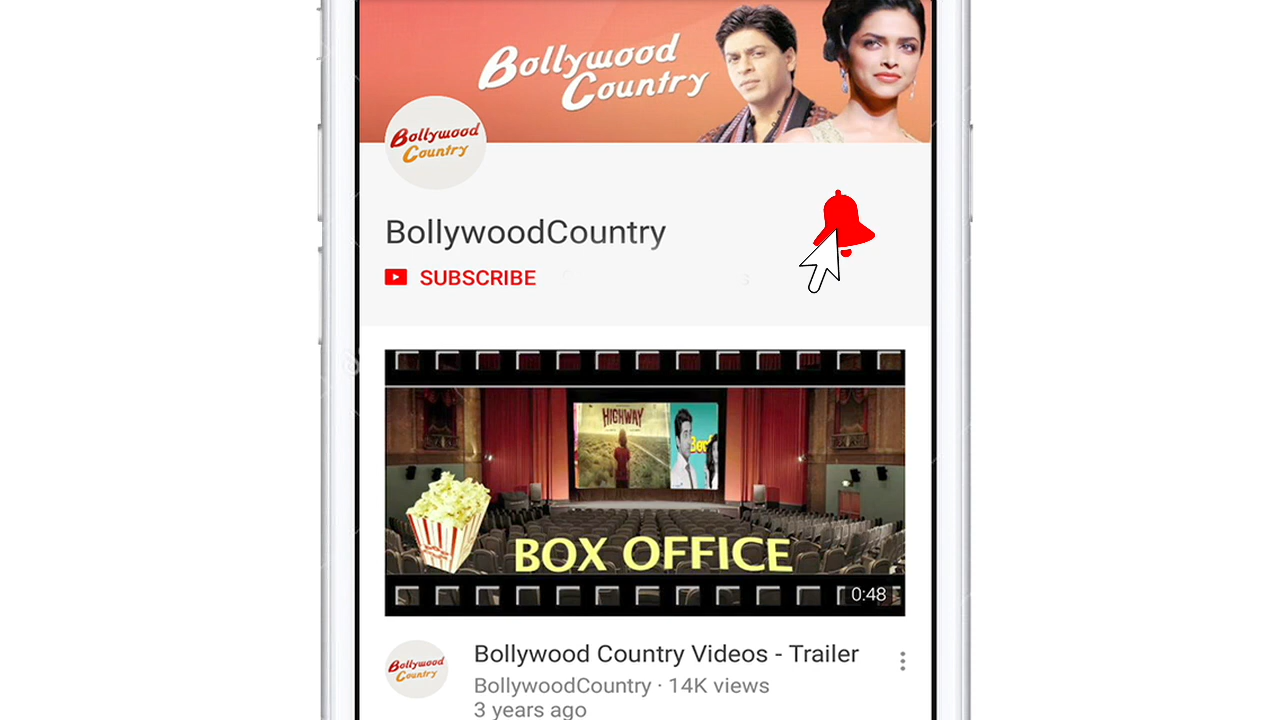 Bollywood
Country
Bollywood
Country
BollywoodCountry
SUBSCRIBE
HIGHWAY
BOX OFFICE
0:48
Bollywood
Country
Bollywood Country Videos - Trailer
BollywoodCountry · 14K views
3 years ago